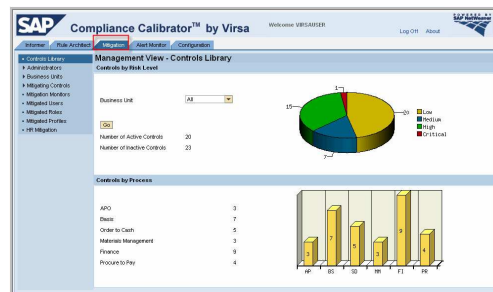 SAP Compliance Calibrator™ by Virsa
Welcome VIRSAUSER
POWERED BY
SAP NetWeaver
Log Off About
Informer Rule Architect Mitigation Alert Monitor Configuration
Controls Library
Administrators
Business Units
Mitigating Controls
Mitigation Monitors
Mitigated Users
Mitigated Roles
Mitigated Profiles
HR Mitigation
Management View - Controls Library
Controls by Risk Level
Business Unit All
Go
Number of Active Controls 20
Number of Inactive Controls 23
1
15
20
7
Low
Medium
High
Critical
Controls by Process
APO 3
Basis 7
Order to Cash 5
Materials Management 3
Finance 9
Procure to Pay 4
3 7 5 3 9 4
AP BS SD MM FI PR